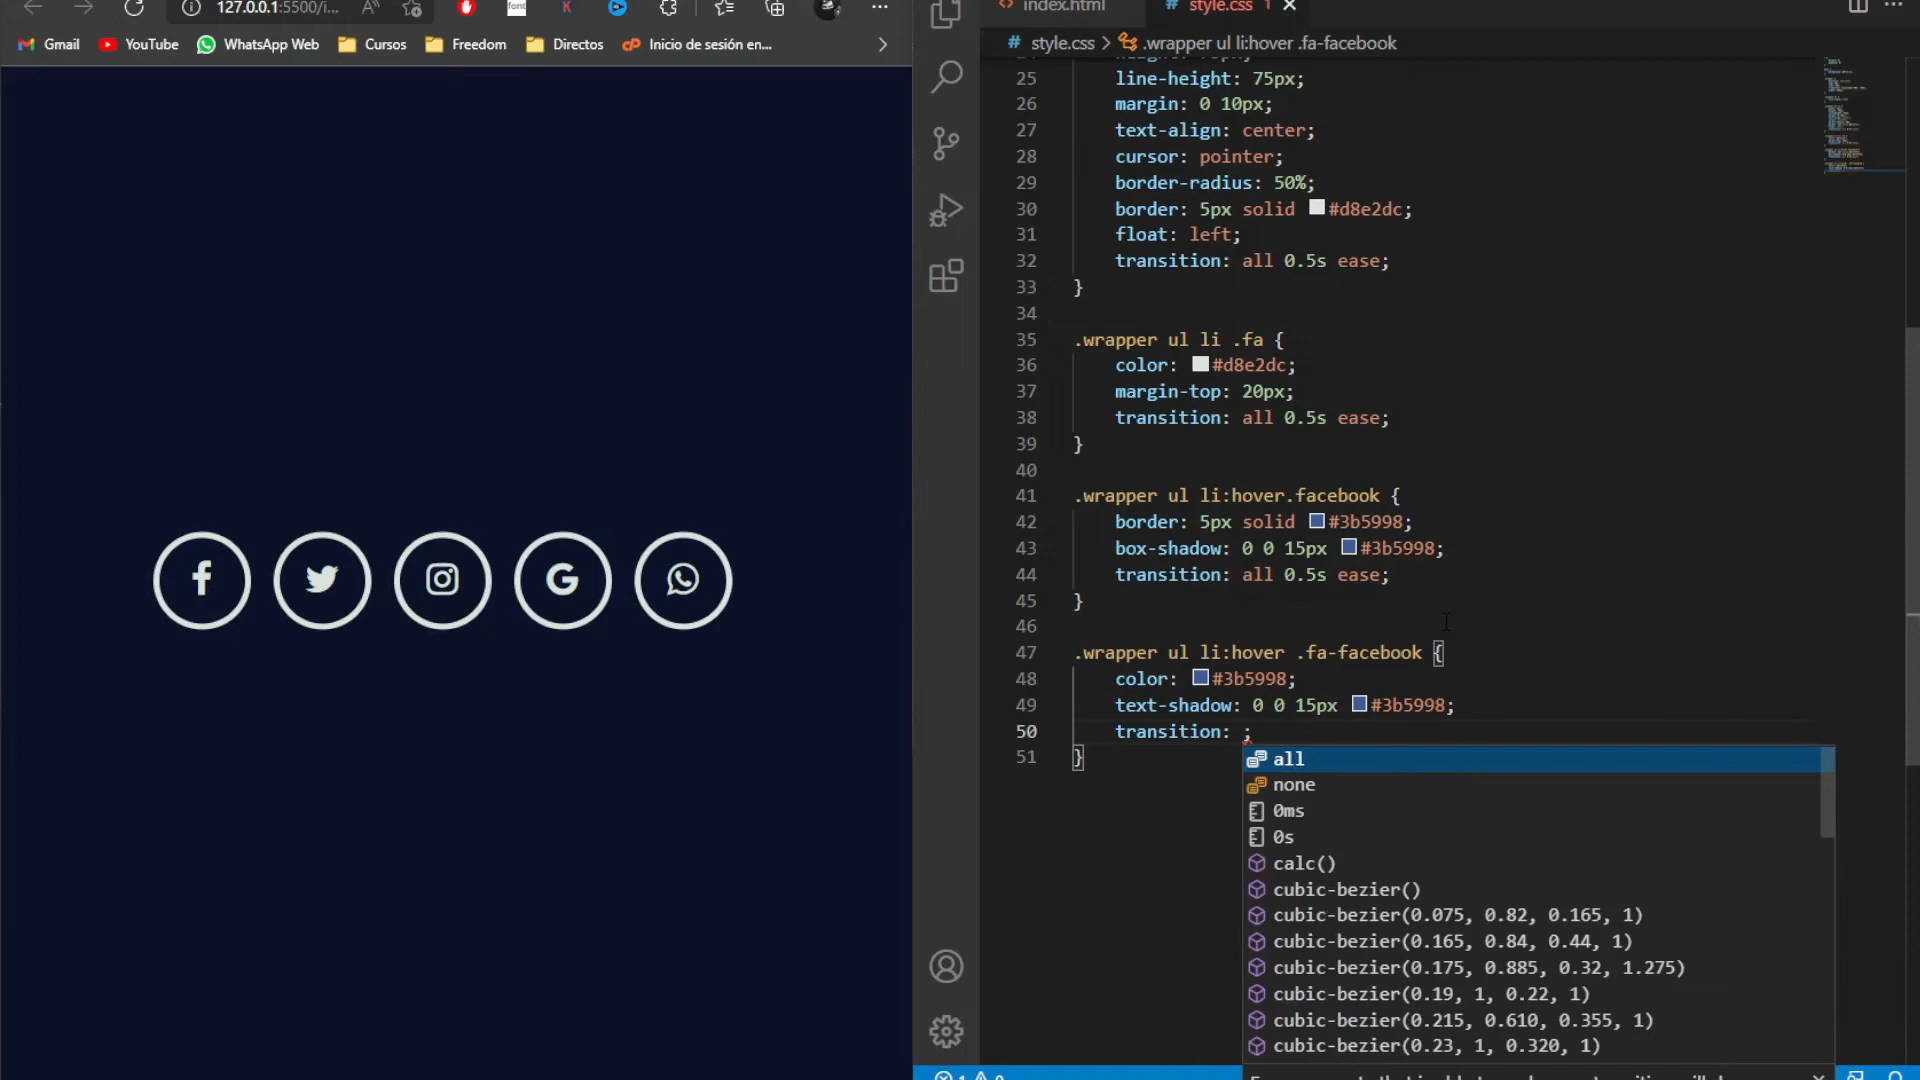 127.0.0.1:5500/i...
Gmail
YouTube
WhatsApp Web
Cursos
Freedom
Directos
Inicio de sesión en...
index.html
# style.css 1
# style.css > .wrapper ul li:hover .fa-facebook
25 line-height: 75px;
26 margin: 0 10px;
27 text-align: center;
28 cursor: pointer;
29 border-radius: 50%;
30 border: 5px solid #d8e2dc;
31 float: left;
32 transition: all 0.5s ease;
33 }
34
35 .wrapper ul li .fa {
36 color: #d8e2dc;
37 margin-top: 20px;
38 transition: all 0.5s ease;
39 }
40
41 .wrapper ul li:hover.facebook {
42 border: 5px solid #3b5998;
43 box-shadow: 0 0 15px #3b5998;
44 transition: all 0.5s ease;
45 }
46
47 .wrapper ul li:hover .fa-facebook {
48 color: #3b5998;
49 text-shadow: 0 0 15px #3b5998;
50 transition: ;
51 }
all
none
0ms
0s
calc()
cubic-bezier()
cubic-bezier(0.075, 0.82, 0.165, 1)
cubic-bezier(0.165, 0.84, 0.44, 1)
cubic-bezier(0.175, 0.885, 0.32, 1.275)
cubic-bezier(0.19, 1, 0.22, 1)
cubic-bezier(0.215, 0.610, 0.355, 1)
cubic-bezier(0.23, 1, 0.320, 1)